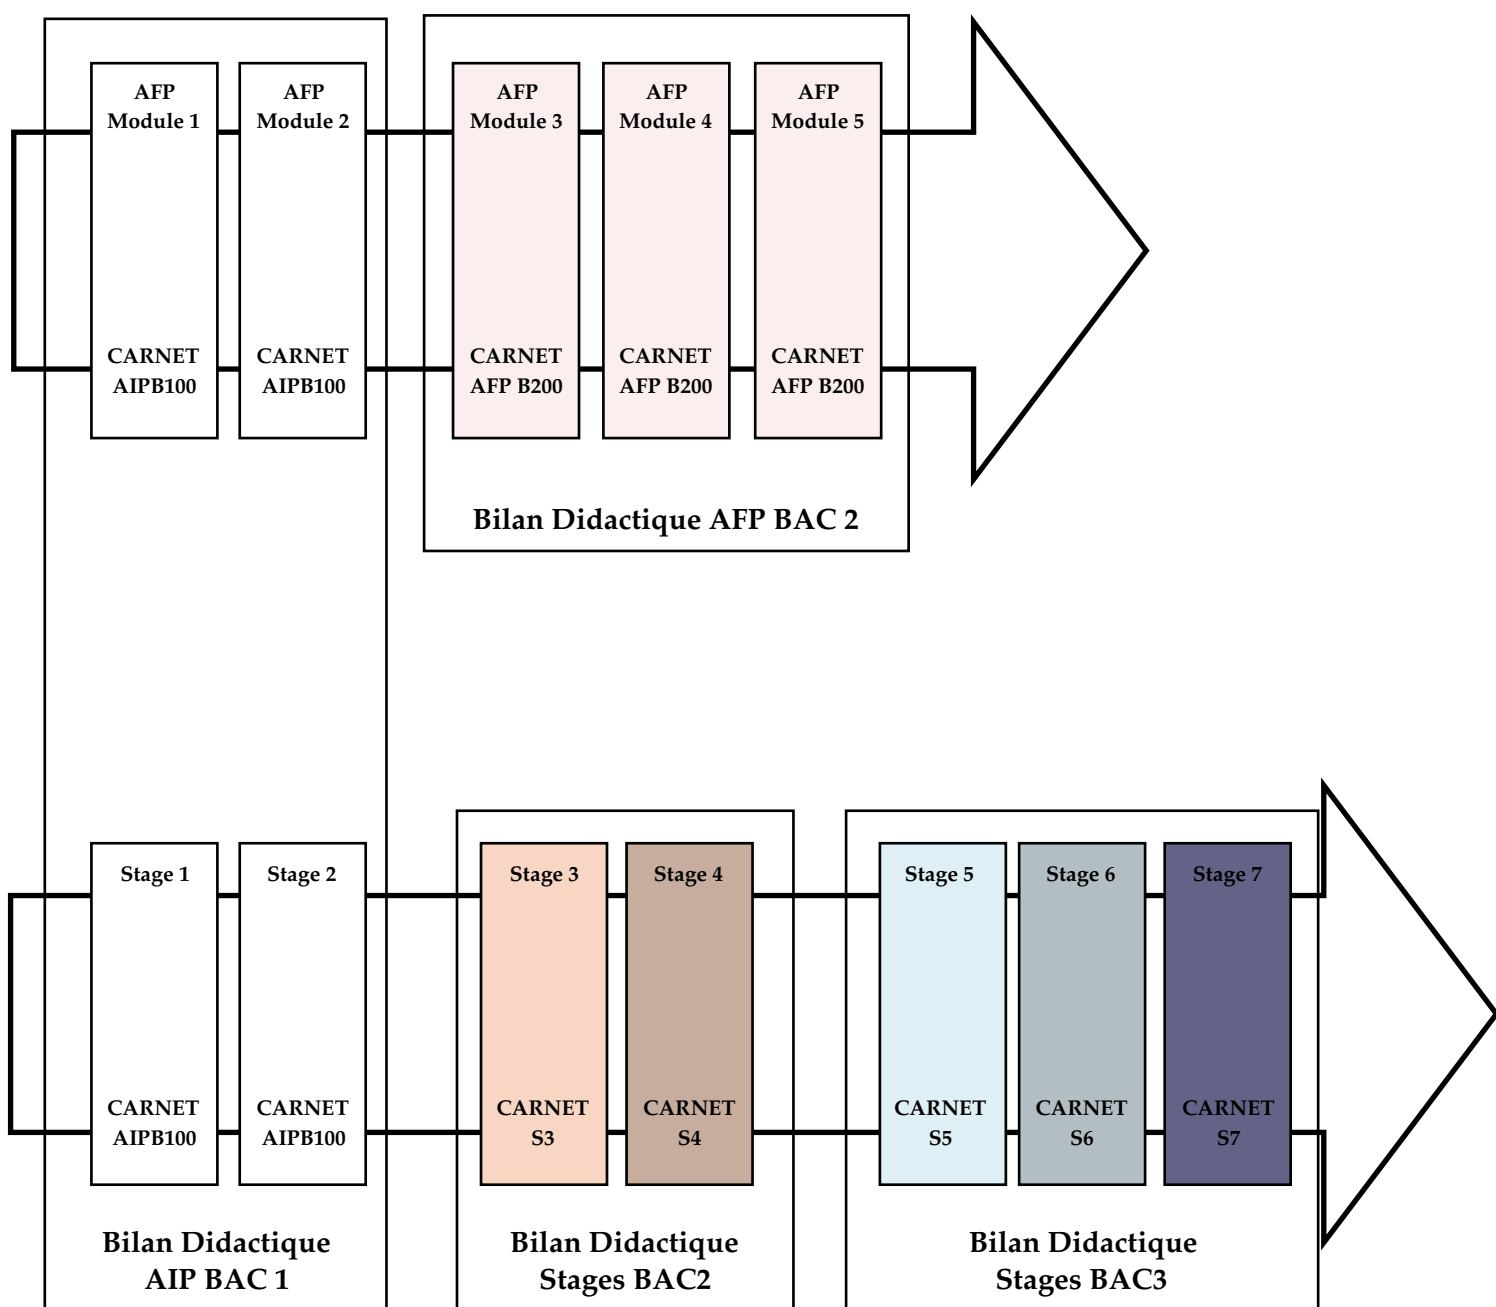 AFP
Module 1
CARNET
AIPB100
AFP
Module 2
CARNET
AIPB100
AFP
Module 3
CARNET
AFP B200
AFP
Module 4
CARNET
AFP B200
AFP
Module 5
CARNET
AFP B200
Bilan Didactique AFP BAC 2
Stage 1
CARNET
AIPB100
Stage 2
CARNET
AIPB100
Bilan Didactique
AIP BAC 1
Stage 3
CARNET
S3
Stage 4
CARNET
S4
Bilan Didactique
Stages BAC2
Stage 5
CARNET
S5
Stage 6
CARNET
S6
Stage 7
CARNET
S7
Bilan Didactique
Stages BAC3